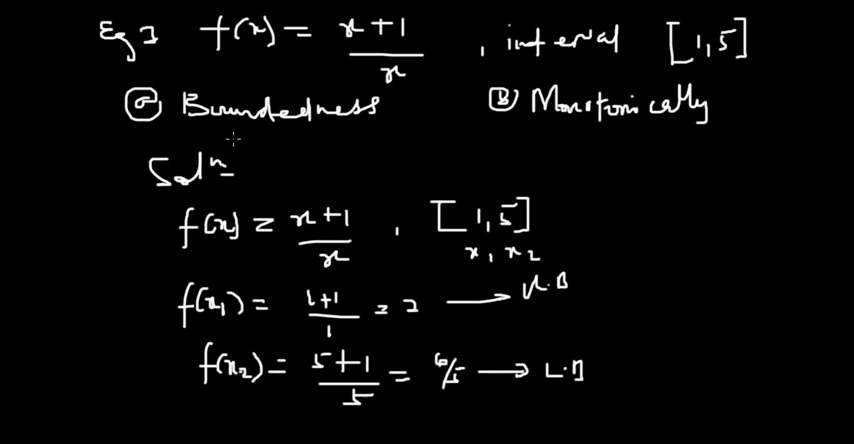 Eg 3 f(x) = x+1/x , interval [1,5]
(a) Boundedness (B) Monotonically
Solⁿ=
f(x) = x+1/x , [1,5]
x₁ x₂
f(x₁) = 1+1/1 = 2 → U.B
f(x₂) = 5+1/5 = 6/5 → L.B